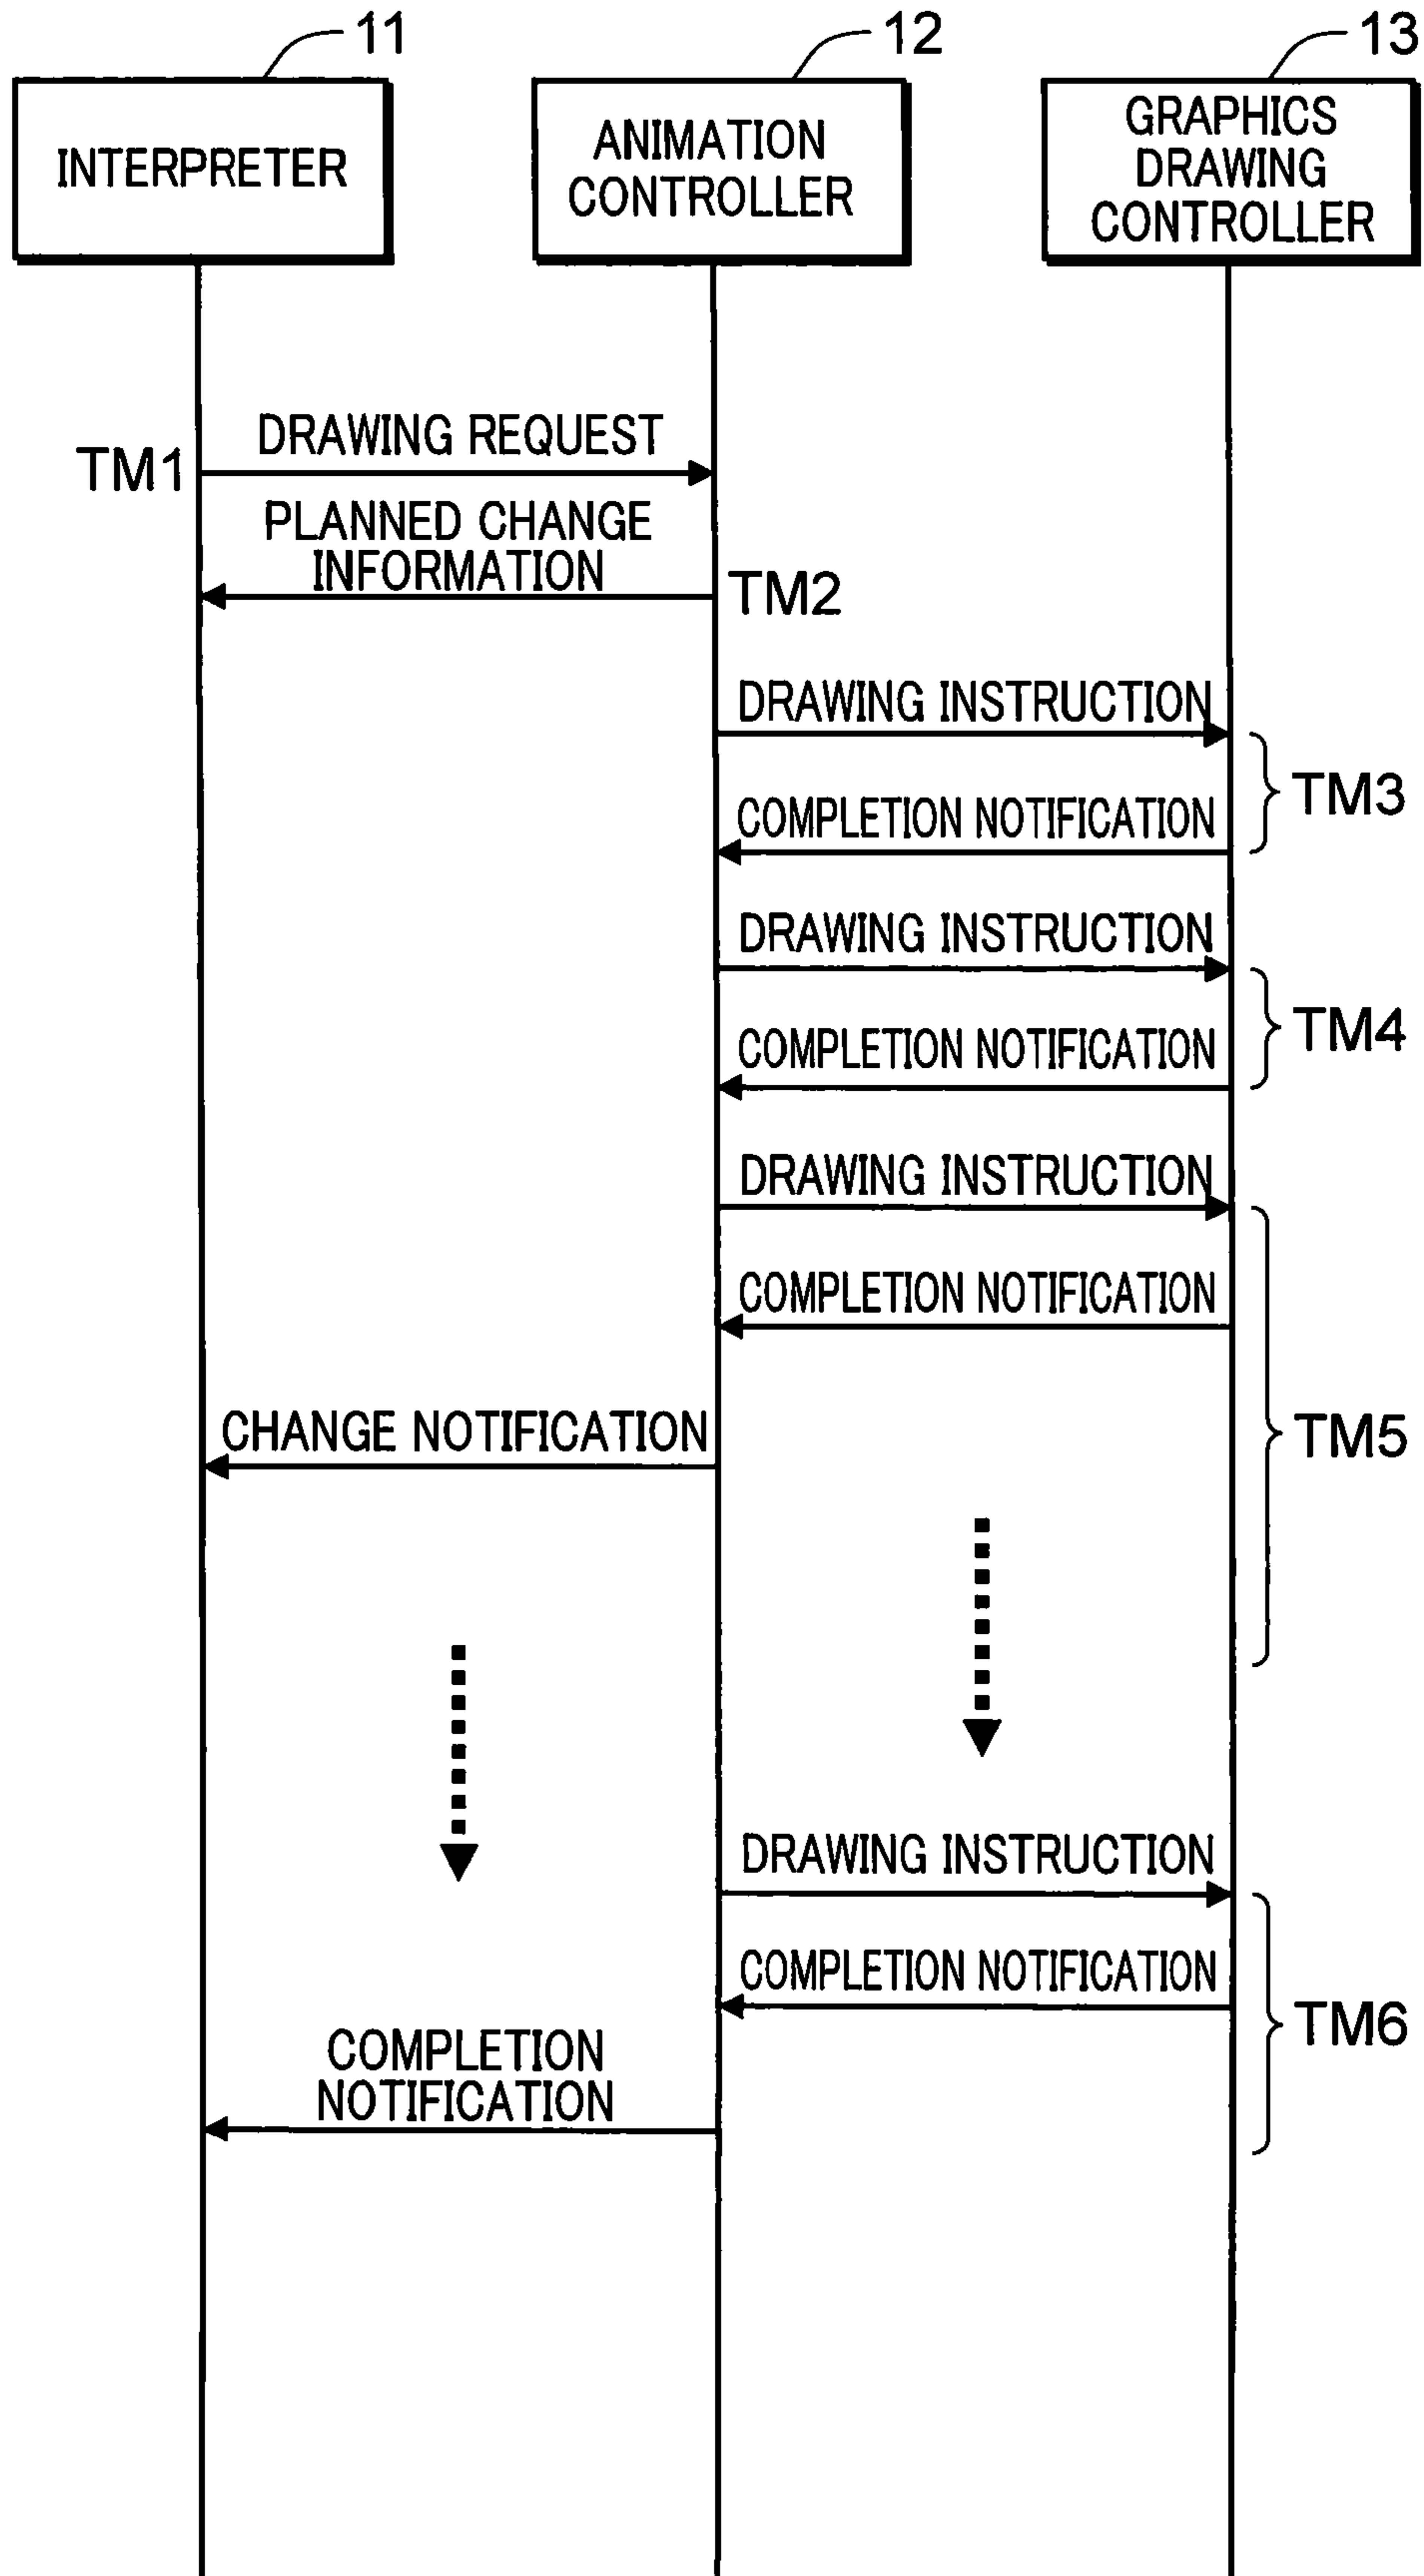 11
12
13
INTERPRETER
ANIMATION
CONTROLLER
GRAPHICS
DRAWING
CONTROLLER
DRAWING REQUEST
TM1
PLANNED CHANGE
INFORMATION
TM2
DRAWING INSTRUCTION
TM3
COMPLETION NOTIFICATION
DRAWING INSTRUCTION
TM4
COMPLETION NOTIFICATION
DRAWING INSTRUCTION
COMPLETION NOTIFICATION
CHANGE NOTIFICATION
TM5
DRAWING INSTRUCTION
COMPLETION NOTIFICATION
TM6
COMPLETION
NOTIFICATION